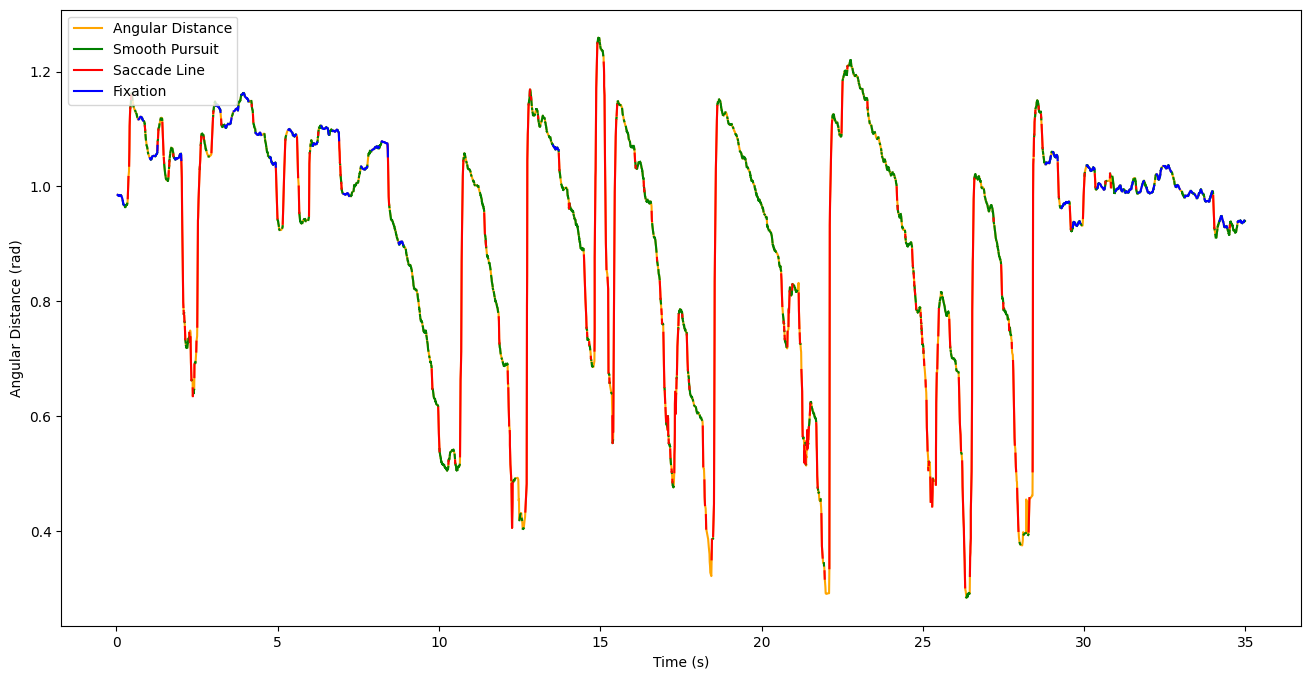 Angular Distance
Smooth Pursuit
Saccade Line
Fixation
1.2
1.0
0.8
0.6
0.4
Angular Distance (rad)
0 5 10 15 20 25 30 35
Time (s)